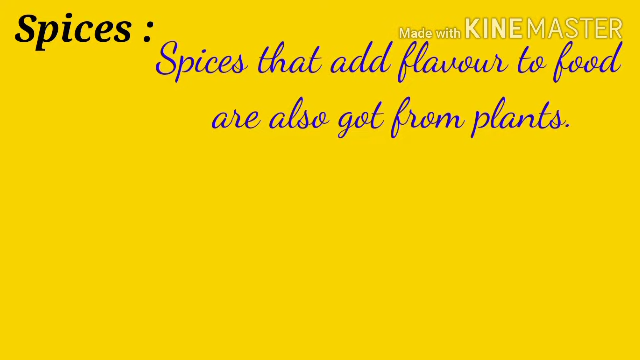 Spices :
Made with KINEMASTER
Spices that add flavour to food
are also got from plants.